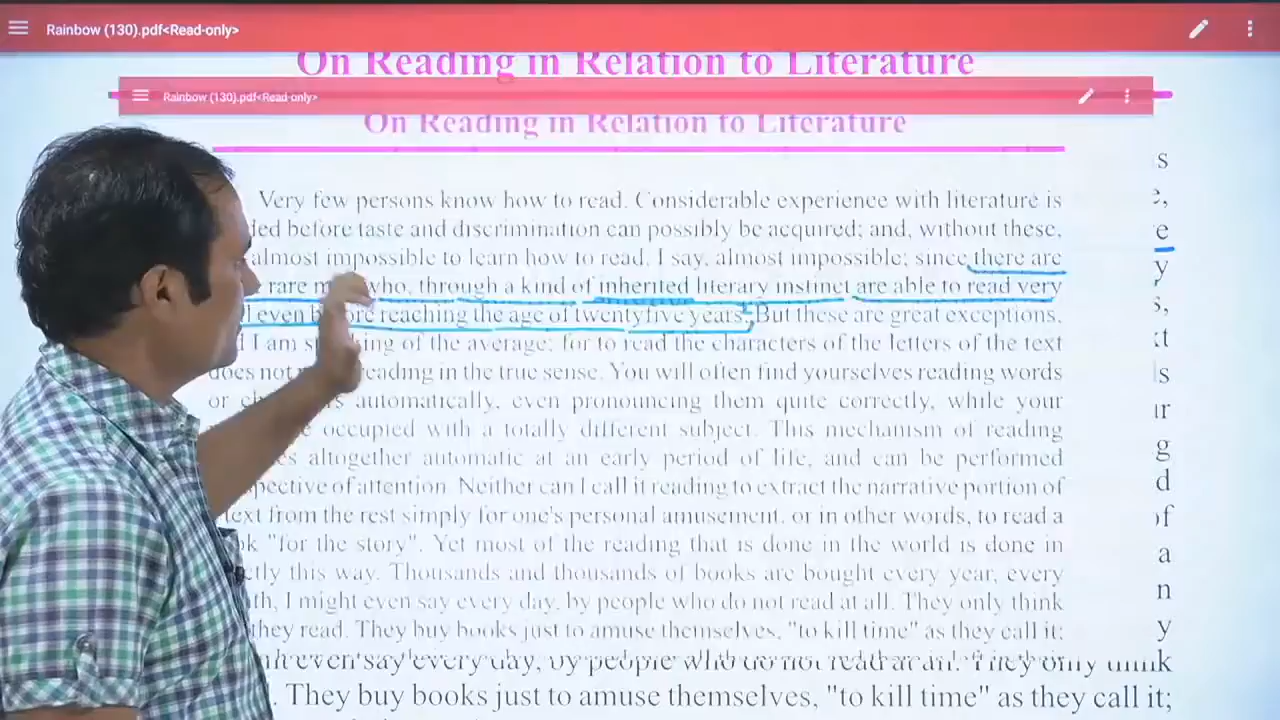 Rainbow (130).pdf<Read-only>
On Reading in Relation to Literature
Rainbow (130).pdf<Read-only>
On Reading in Relation to Literature
Very few persons know how to read. Considerable experience with literature is
before taste and discrimination can possibly be acquired; and, without these,
almost impossible to learn how to read. I say, almost impossible; since there are
rare who, through a kind of inherited literary instinct are able to read very
even before reaching the age of twentyfive years. But these are great exceptions,
I am of the average; for to read the characters of the letters of the text
does not reading in the true sense. You will often find yourselves reading words
or automatically, even pronouncing them quite correctly, while your
occupied with a totally different subject. This mechanism of reading
altogether automatic at an early period of life, and can be performed
of attention. Neither can I call it reading to extract the narrative portion of
text from the rest simply for one's personal amusement, or in other words, to read a
"for the story". Yet most of the reading that is done in the world is done in
this way. Thousands and thousands of books are bought every year, every
I might even say every day, by people who do not read at all. They only think
they read. They buy books just to amuse themselves, "to kill time" as they call it;
even say every day, by people who do not read at all. They only think
. They buy books just to amuse themselves, "to kill time" as they call it;